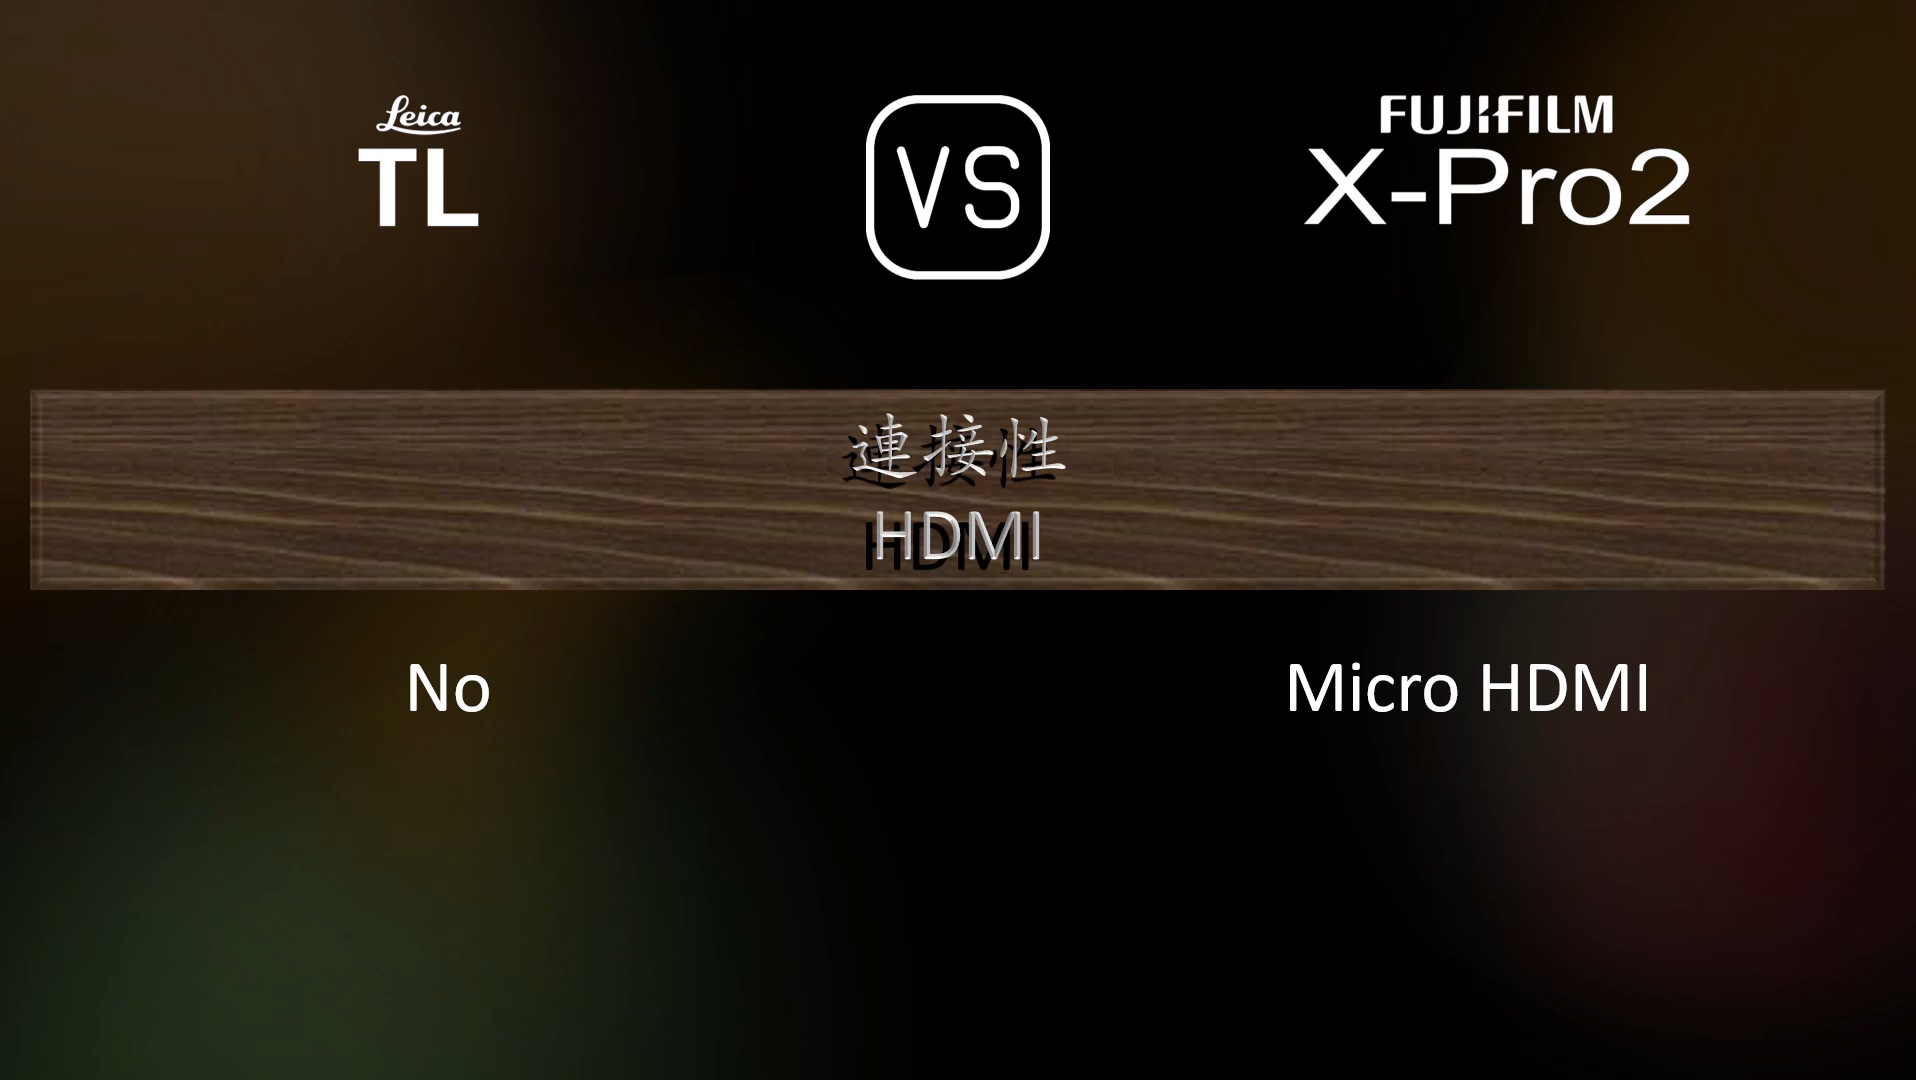 Leica
TL
VS
FUJIFILM
X-Pro2
連接性
HDMI
No
Micro HDMI